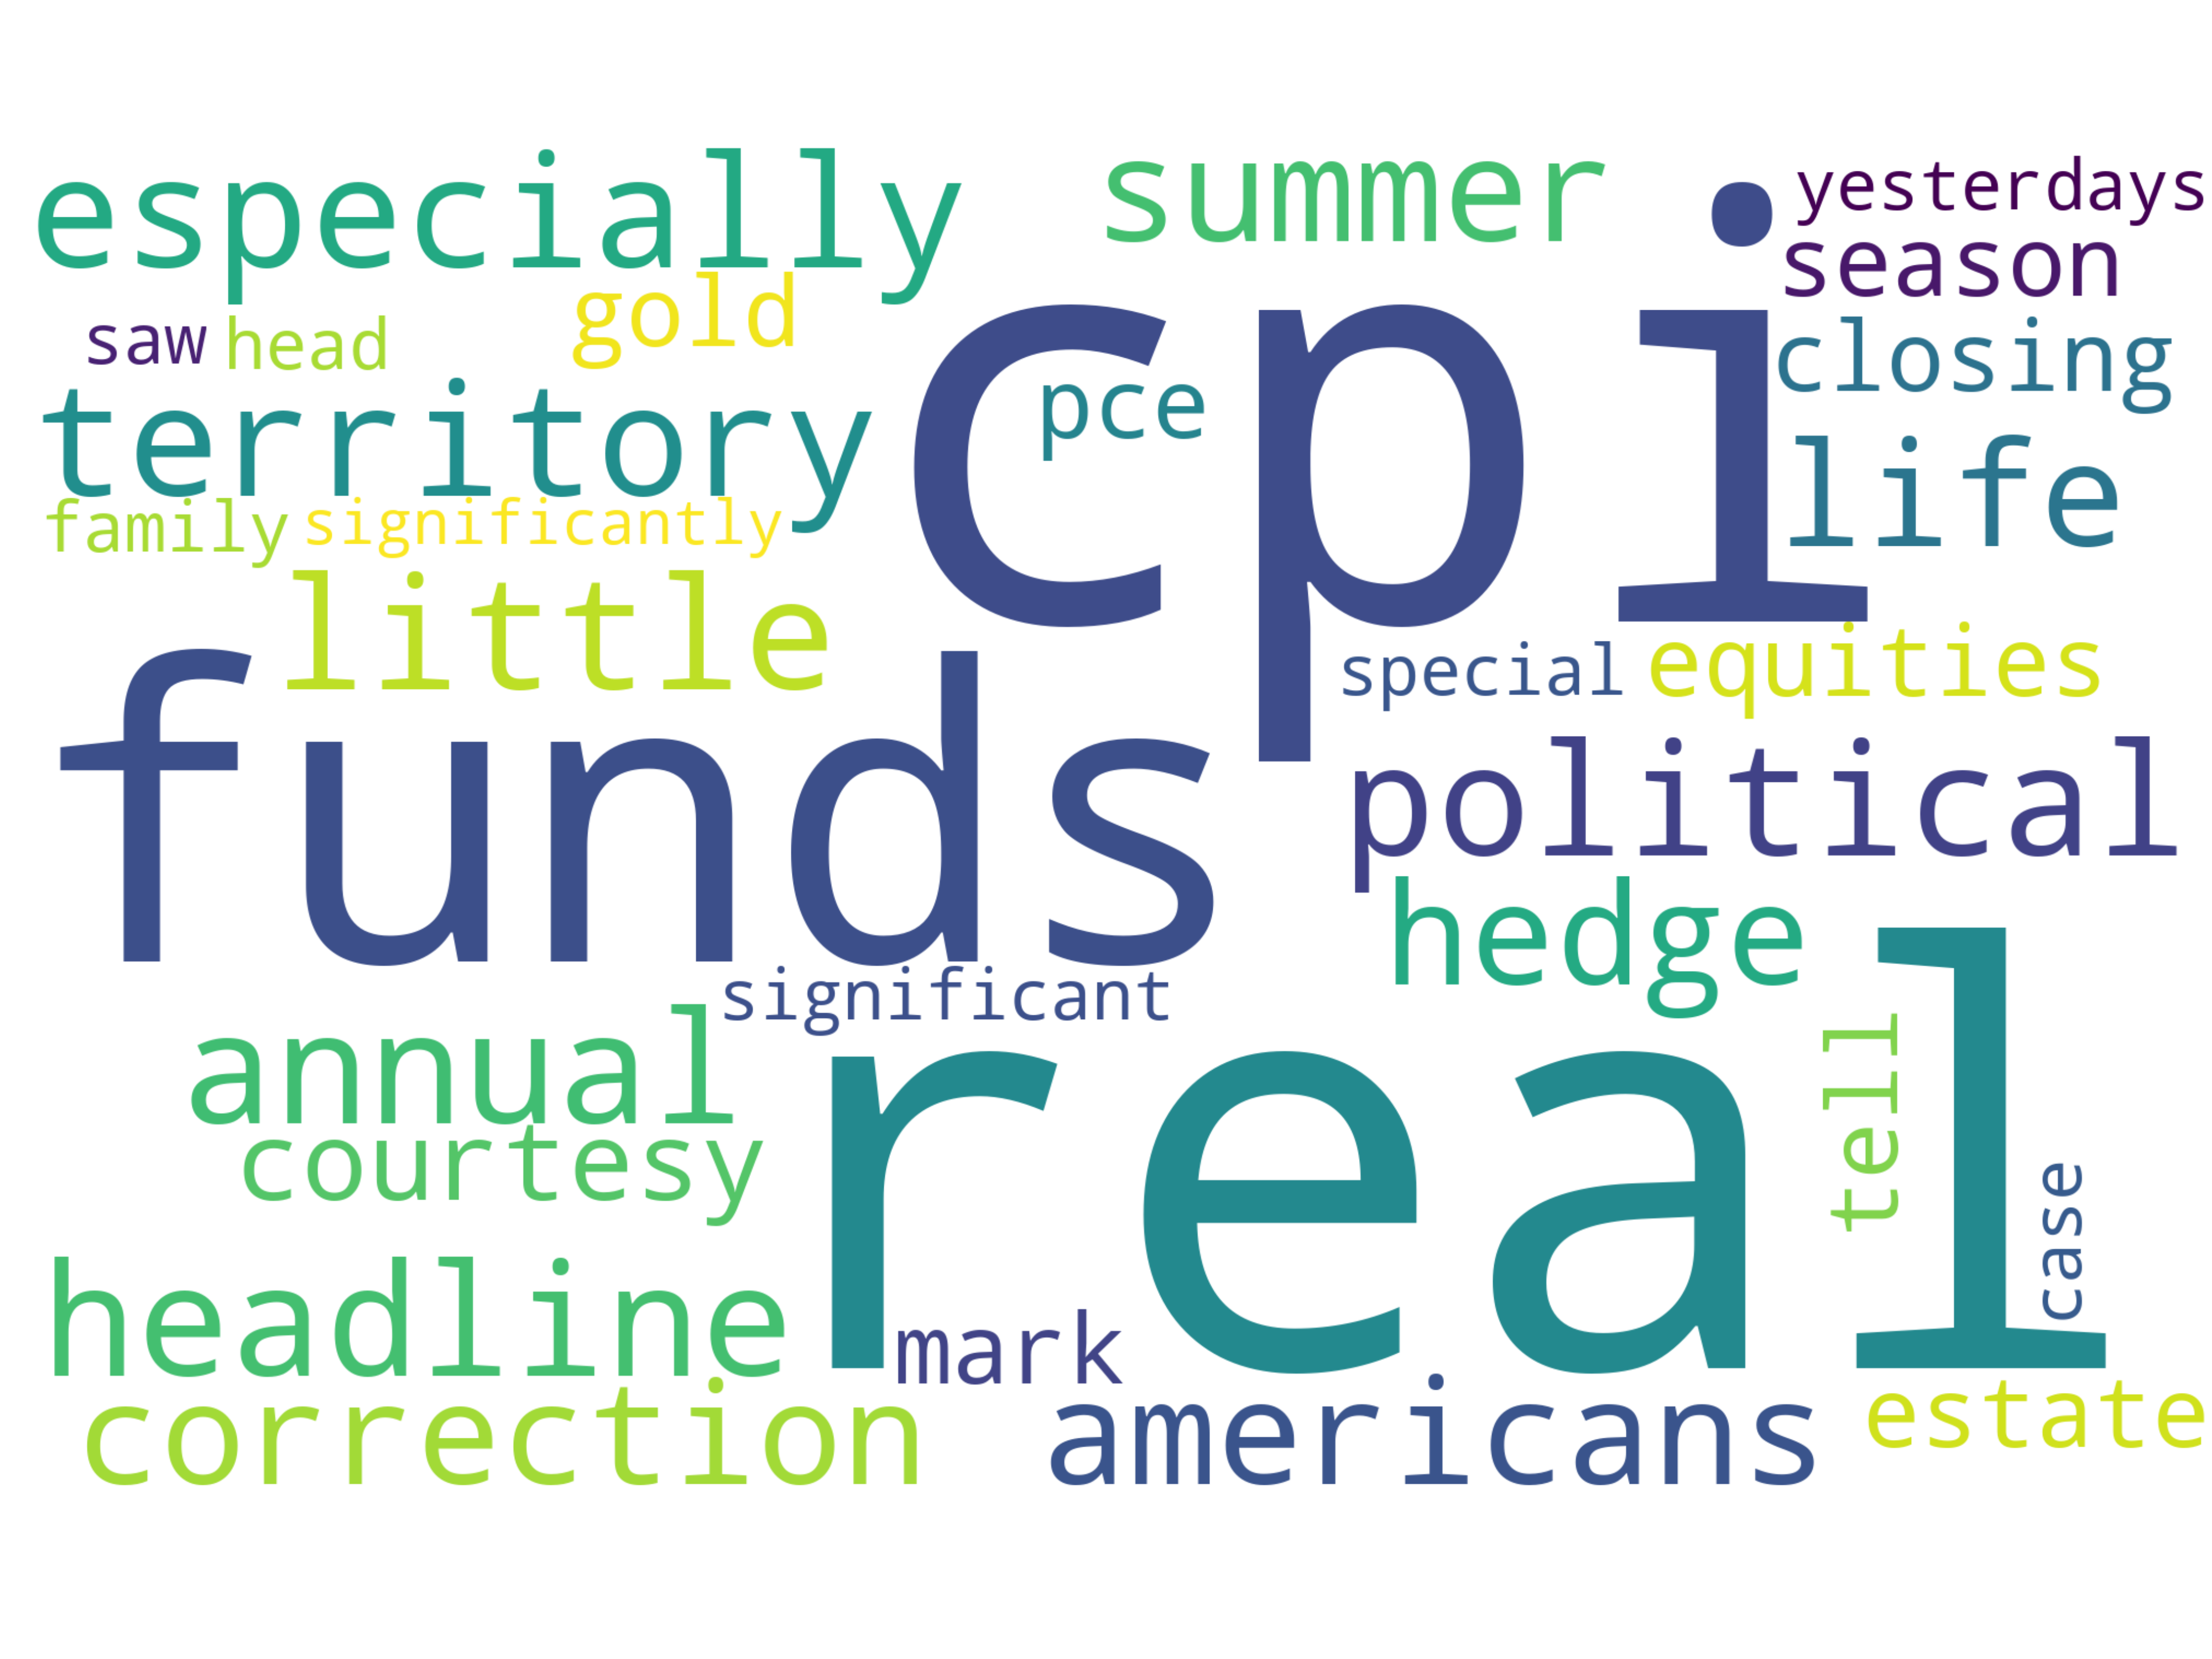 especially
summer
yesterdays
season
gold
saw
head
cpi
closing
pce
territory
life
family
significantly
little
special
equities
funds
political
hedge
significant
annual
real
tell
courtesy
case
headline
mark
correction
americans
estate